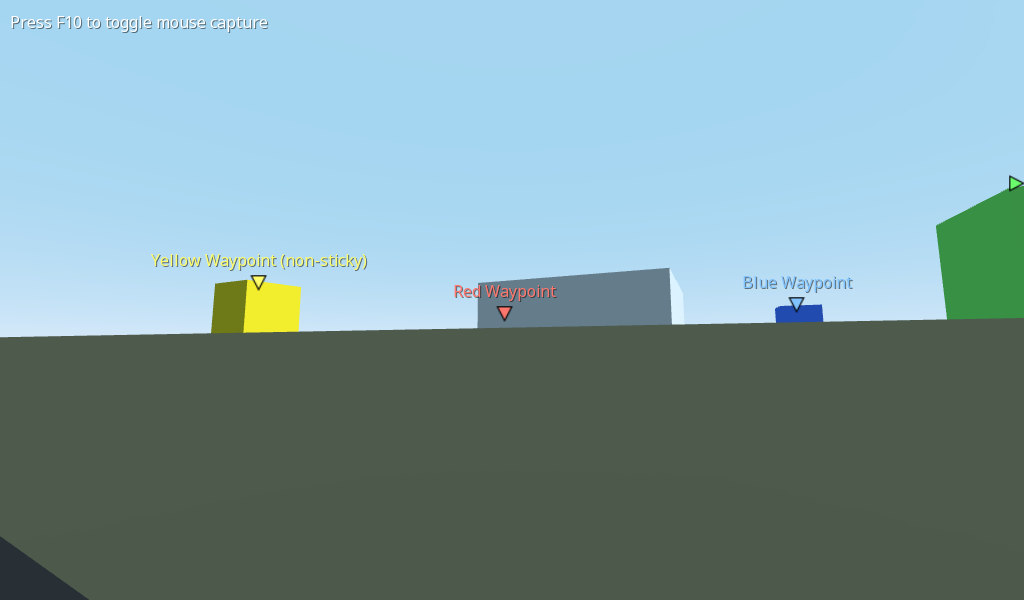 Press F10 to toggle mouse capture
Yellow Waypoint (non-sticky)
Red Waypoint
Blue Waypoint